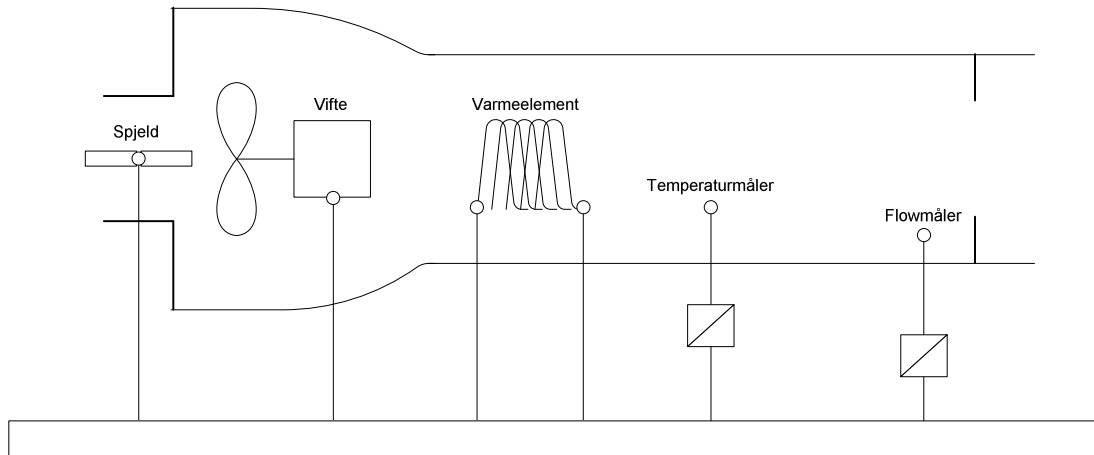 Spjeld
Vifte
Varmeelement
Temperaturmåler
Flowmåler